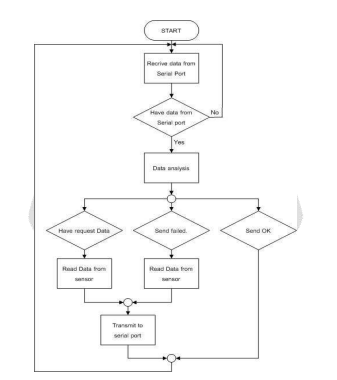 START
Recrive data from
Serial Port
Have data from
Serial port
No
Yes
Data analysis
Have request Data
Send failed.
Send OK
Read Data from
sensor
Read Data from
sensor
Transmit to
serial port